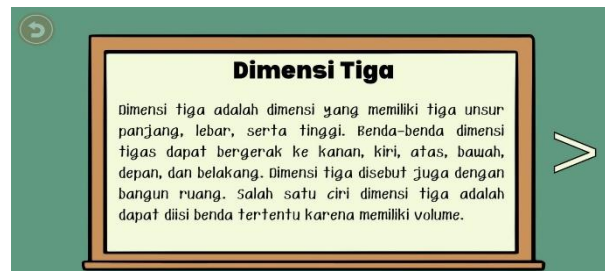 Dimensi Tiga
Dimensi tiga adalah dimensi yang memiliki tiga unsur
panjang, lebar, serta tinggi. Benda-benda dimensi
tigas dapat bergerak ke kanan, kiri, atas, bawah,
depan, dan belakang. Dimensi tiga disebut juga dengan
bangun ruang. Salah satu ciri dimensi tiga adalah
dapat diisi benda tertentu karena memiliki volume.